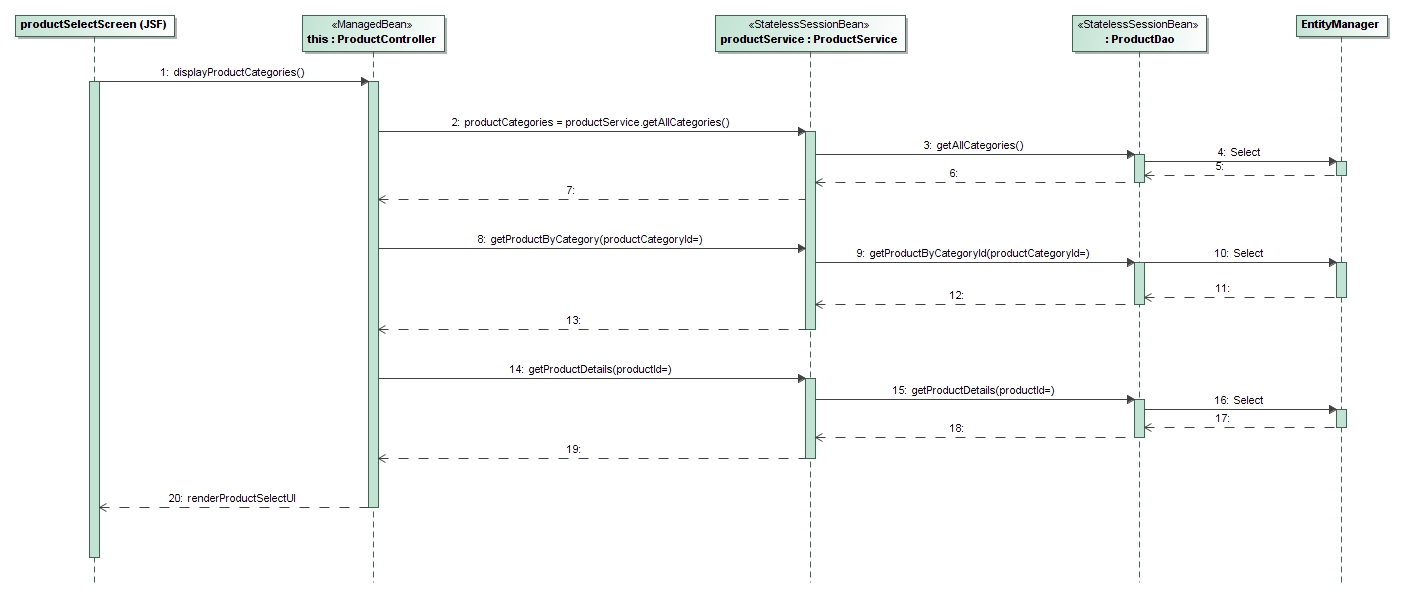 productSelectScreen (JSF)
«ManagedBean»
this : ProductController
«StatelessSessionBean»
productService : ProductService
«StatelessSessionBean»
: ProductDao
EntityManager
1: displayProductCategories()
2: productCategories = productService.getAllCategories()
3: getAllCategories()
4: Select
5:
6:
7:
8: getProductByCategory(productCategoryId=)
9: getProductByCategoryId(productCategoryId=)
10: Select
11:
12:
13:
14: getProductDetails(productId=)
15: getProductDetails(productId=)
16: Select
17:
18:
19:
20: renderProductSelectUI